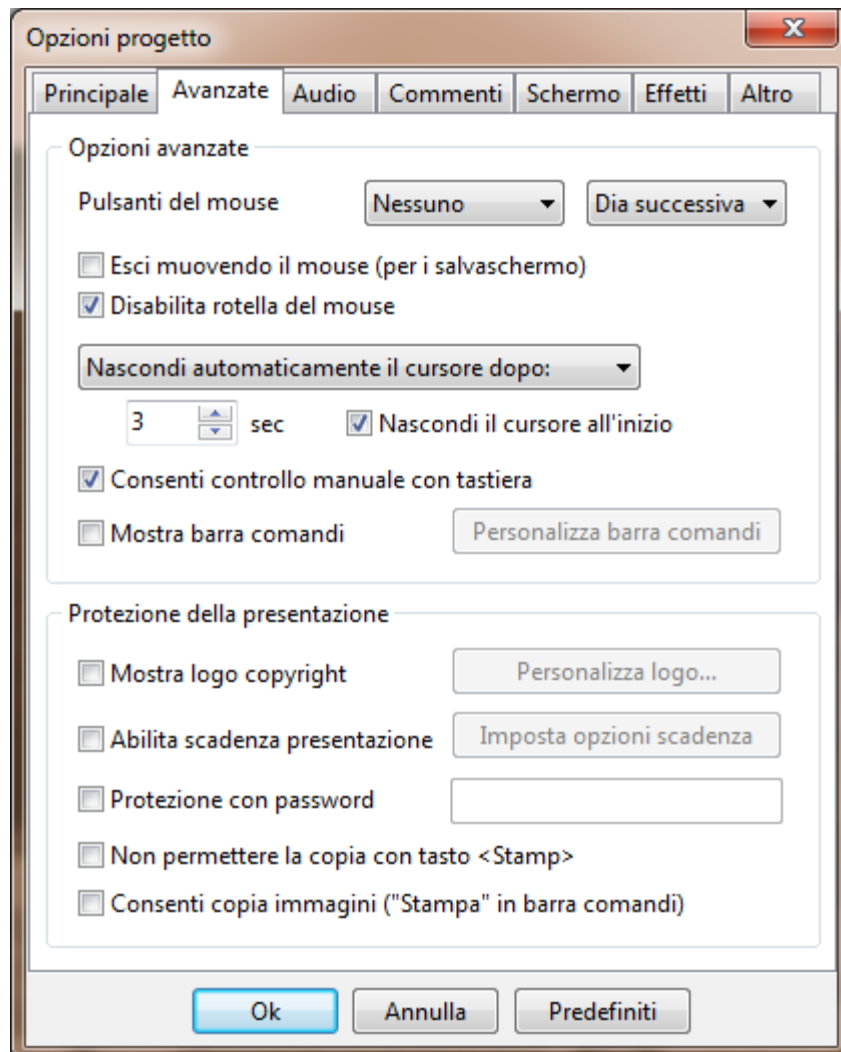 Opzioni progetto
Principale Avanzate Audio Commenti Schermo Effetti Altro
Opzioni avanzate
Pulsanti del mouse Nessuno Dia successiva
Esci muovendo il mouse (per i salvaschermo)
Disabilita rotella del mouse
Nascondi automaticamente il cursore dopo:
3 sec Nascondi il cursore all'inizio
Consenti controllo manuale con tastiera
Mostra barra comandi Personalizza barra comandi
Protezione della presentazione
Mostra logo copyright Personalizza logo...
Abilita scadenza presentazione Imposta opzioni scadenza
Protezione con password
Non permettere la copia con tasto <Stamp>
Consenti copia immagini ("Stampa" in barra comandi)
Ok Annulla Predefiniti